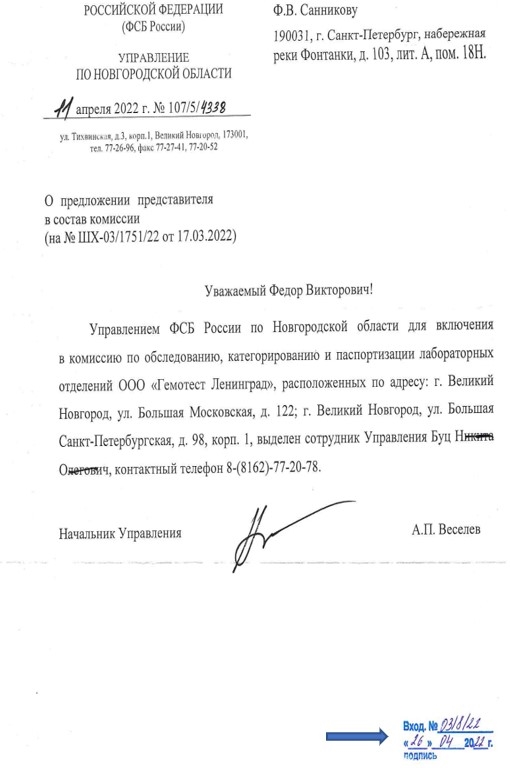 РОССИЙСКОЙ ФЕДЕРАЦИИ
(ФСБ России)
УПРАВЛЕНИЕ
ПО НОВГОРОДСКОЙ ОБЛАСТИ
11 апреля 2022 г. № 107/5/4338
ул. Тихвинская, д.3, корп.1, Великий Новгород, 173001,
тел. 77-26-96, факс 77-27-41, 77-20-52
Ф.В. Санникову
190031, г. Санкт-Петербург, набережная
реки Фонтанки, д. 103, лит. А, пом. 18Н.
О предложении представителя
в состав комиссии
(на № ШХ-03/1751/22 от 17.03.2022)
Уважаемый Федор Викторович!
Управлением ФСБ России по Новгородской области для включения
в комиссию по обследованию, категорированию и паспортизации лабораторных
отделений ООО «Гемотест Ленинград», расположенных по адресу: г. Великий
Новгород, ул. Большая Московская, д. 122; г. Великий Новгород, ул. Большая
Санкт-Петербургская, д. 98, корп. 1, выделен сотрудник Управления Буц Никита
Олегович, контактный телефон 8-(8162)-77-20-78.
Начальник Управления
А.П. Веселев
Вход. № 03/8/22
«26» 04 2022 г.
подпись